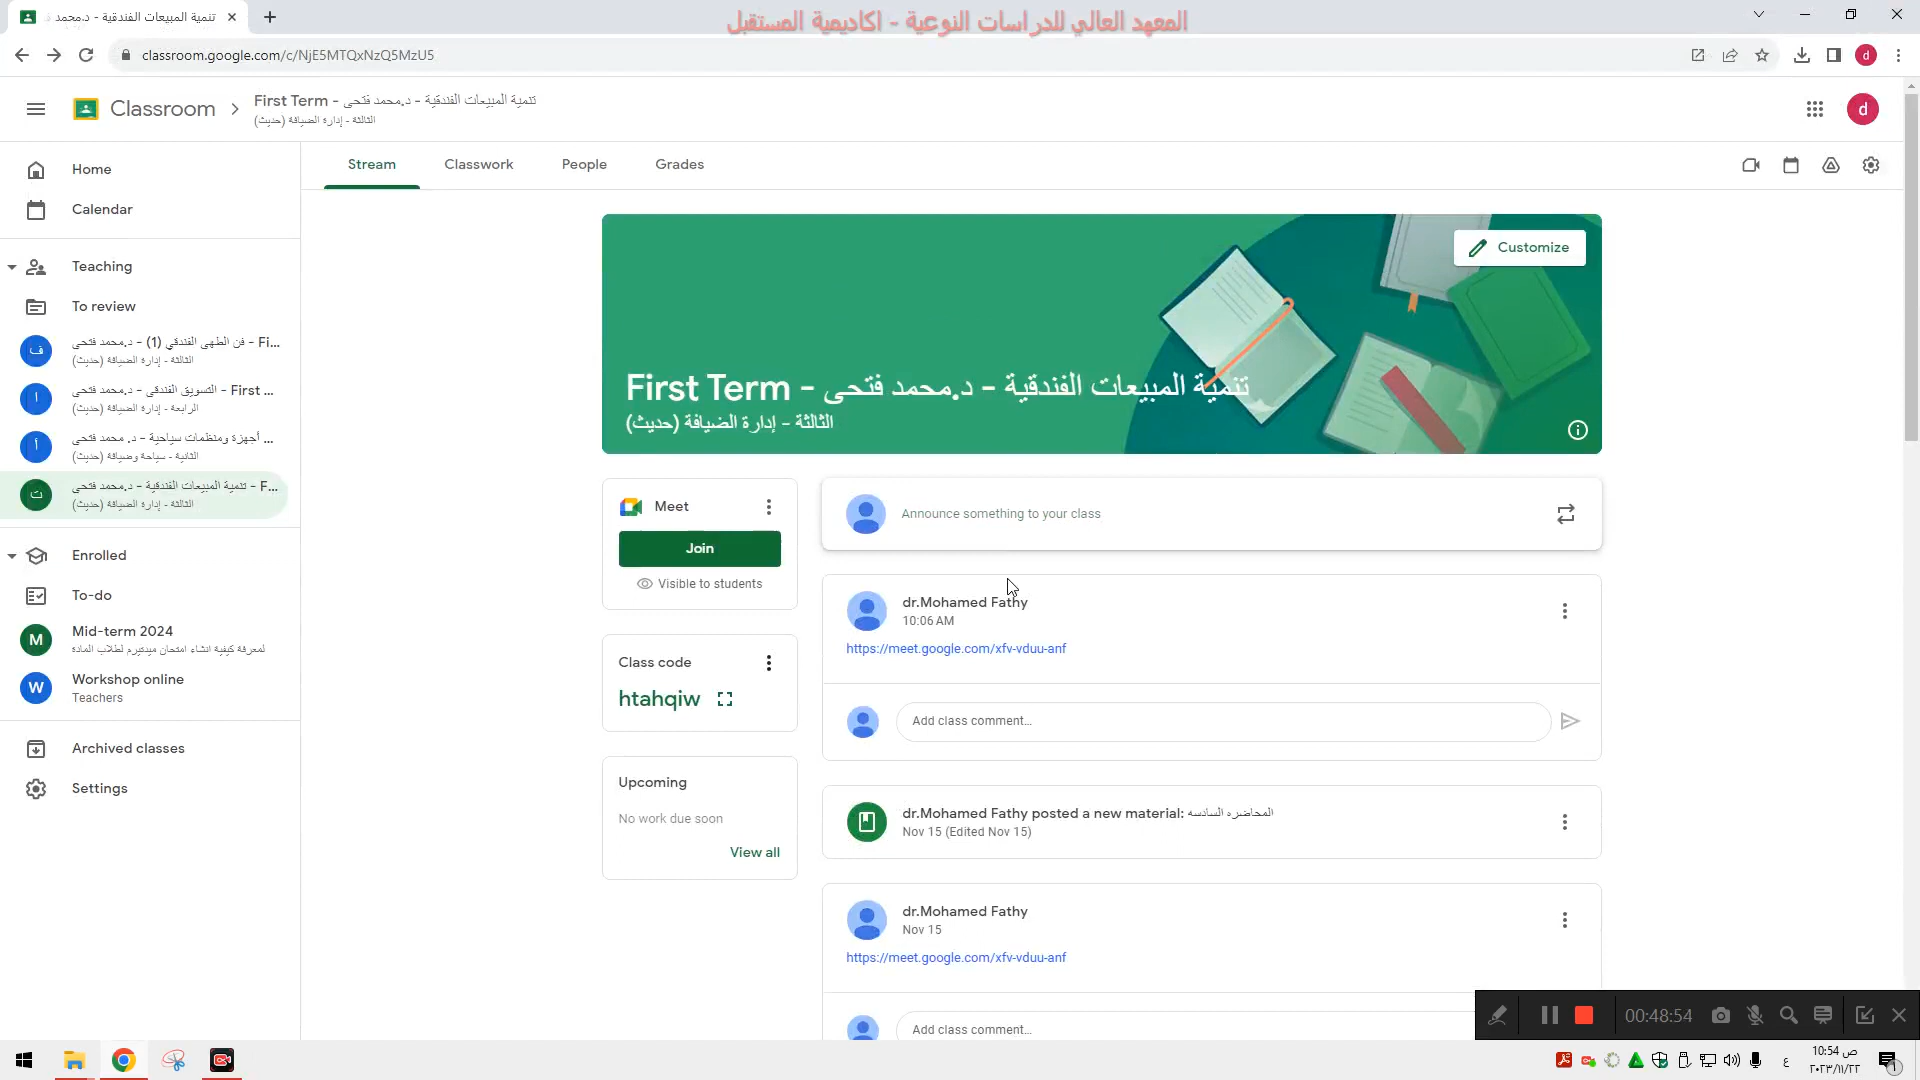 تنمية المبيعات الفندقية - د.محمد ف
المعهد العالي للدراسات النوعية - اكاديمية المستقبل
classroom.google.com/c/NjE5MTQxNzQ5MzU5
d
Classroom
First Term - تنمية المبيعات الفندقية - د.محمد فتحى
الثالثة - إدارة الضيافة (حديث)
d
Stream
Classwork
People
Grades
Home
Calendar
Teaching
To review
ف
فن الطهى الفندقي (1) - د.محمد فتحى - Fi...
الثالثة - إدارة الضيافة (حديث)
ا
التسويق الفندقى - د.محمد فتحى - First ...
الرابعة - إدارة الضيافة (حديث)
أ
أجهزة ومنظمات سياحية - د. محمد فتحى ...
الثانية - سياحة وضيافة (حديث)
ت
تنمية المبيعات الفندقية - د.محمد فتحى - F...
الثالثة - إدارة الضيافة (حديث)
Enrolled
To-do
M
Mid-term 2024
لمعرفة كيفية انشاء امتحان ميدتيرم لطلاب المادة
W
Workshop online
Teachers
Archived classes
Settings
Customize
First Term - تنمية المبيعات الفندقية - د.محمد فتحى
الثالثة - إدارة الضيافة (حديث)
Meet
Join
Visible to students
Class code
htahqiw
Upcoming
No work due soon
View all
Announce something to your class
dr.Mohamed Fathy
10:06 AM
https://meet.google.com/xfv-vduu-anf
Add class comment...
dr.Mohamed Fathy posted a new material: المحاضره السادسه
Nov 15 (Edited Nov 15)
dr.Mohamed Fathy
Nov 15
https://meet.google.com/xfv-vduu-anf
Add class comment...
00:48:54
ع
10:54 ص
٢٠٢٣/١١/٢٢
1